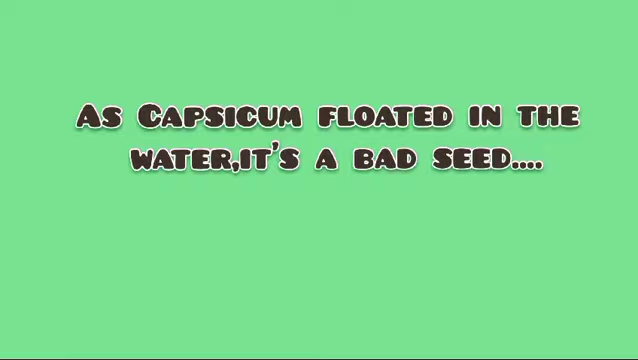 As Capsicum floated in the
water,it's a bad seed....